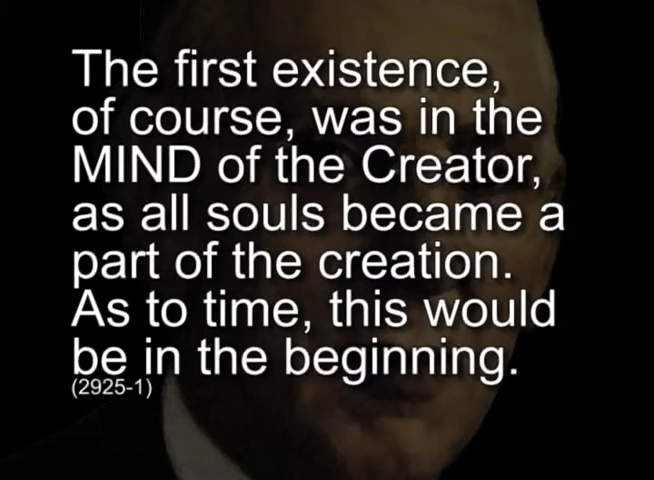 The first existence,
of course, was in the
MIND of the Creator,
as all souls became a
part of the creation.
As to time, this would
be in the beginning.
(2925-1)